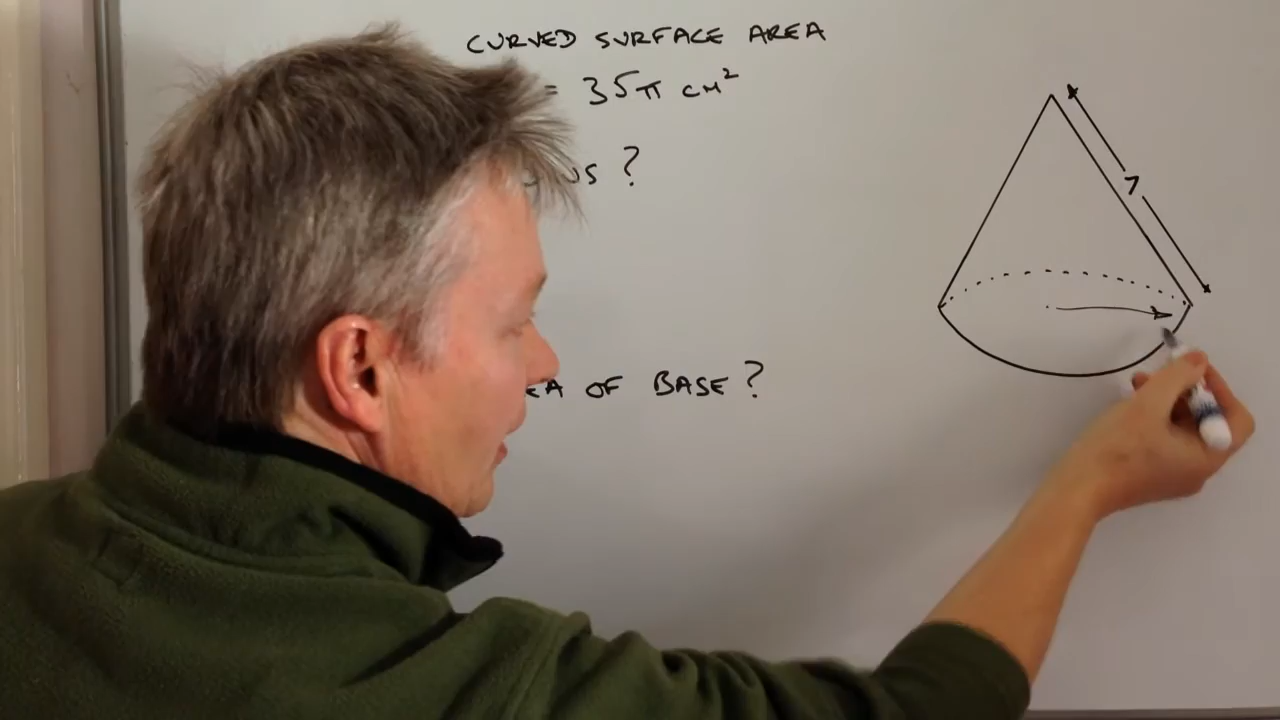 CURVED SURFACE AREA
= 35π cm²
?
7
OF BASE?